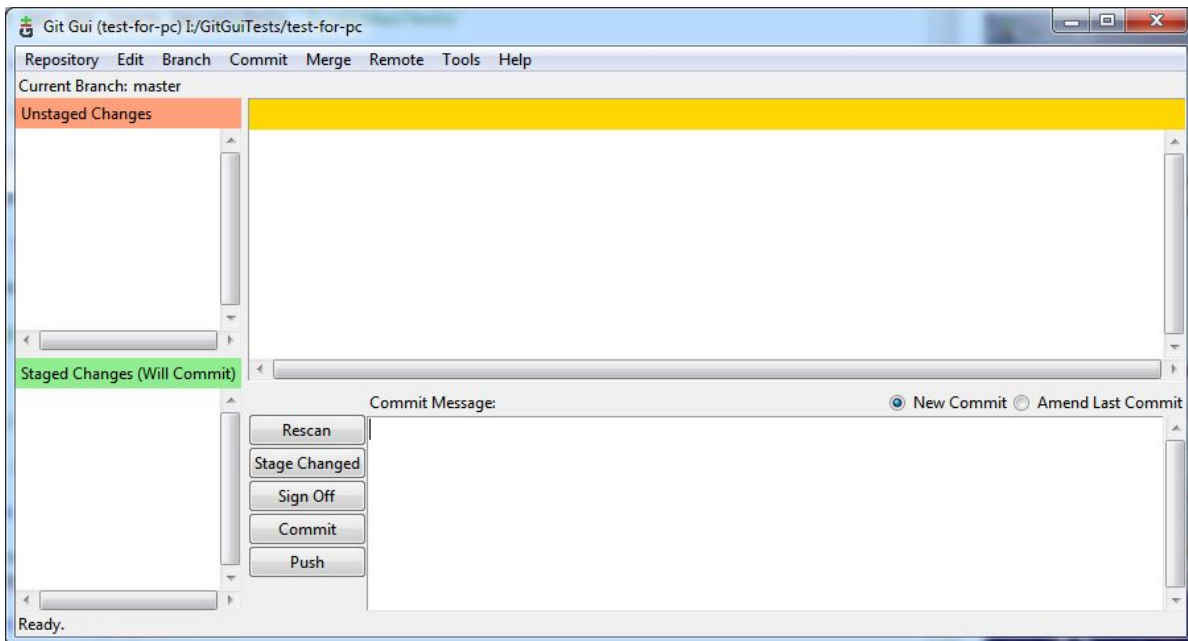 Git Gui (test-for-pc) I:/GitGuiTests/test-for-pc
Repository Edit Branch Commit Merge Remote Tools Help
Current Branch: master
Unstaged Changes
Staged Changes (Will Commit)
Commit Message:
New Commit Amend Last Commit
Rescan
Stage Changed
Sign Off
Commit
Push
Ready.